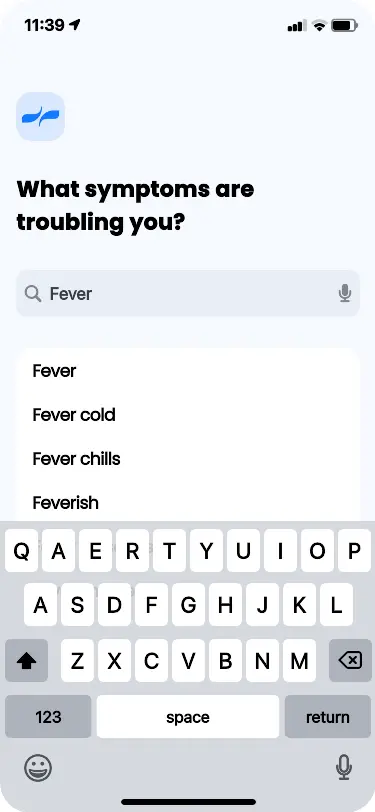 11:39
What symptoms are
troubling you?
Fever
Fever
Fever cold
Fever chills
Feverish
Q A E R T Y U I O P
A S D F G H J K L
Z X C V B N M
123 space return